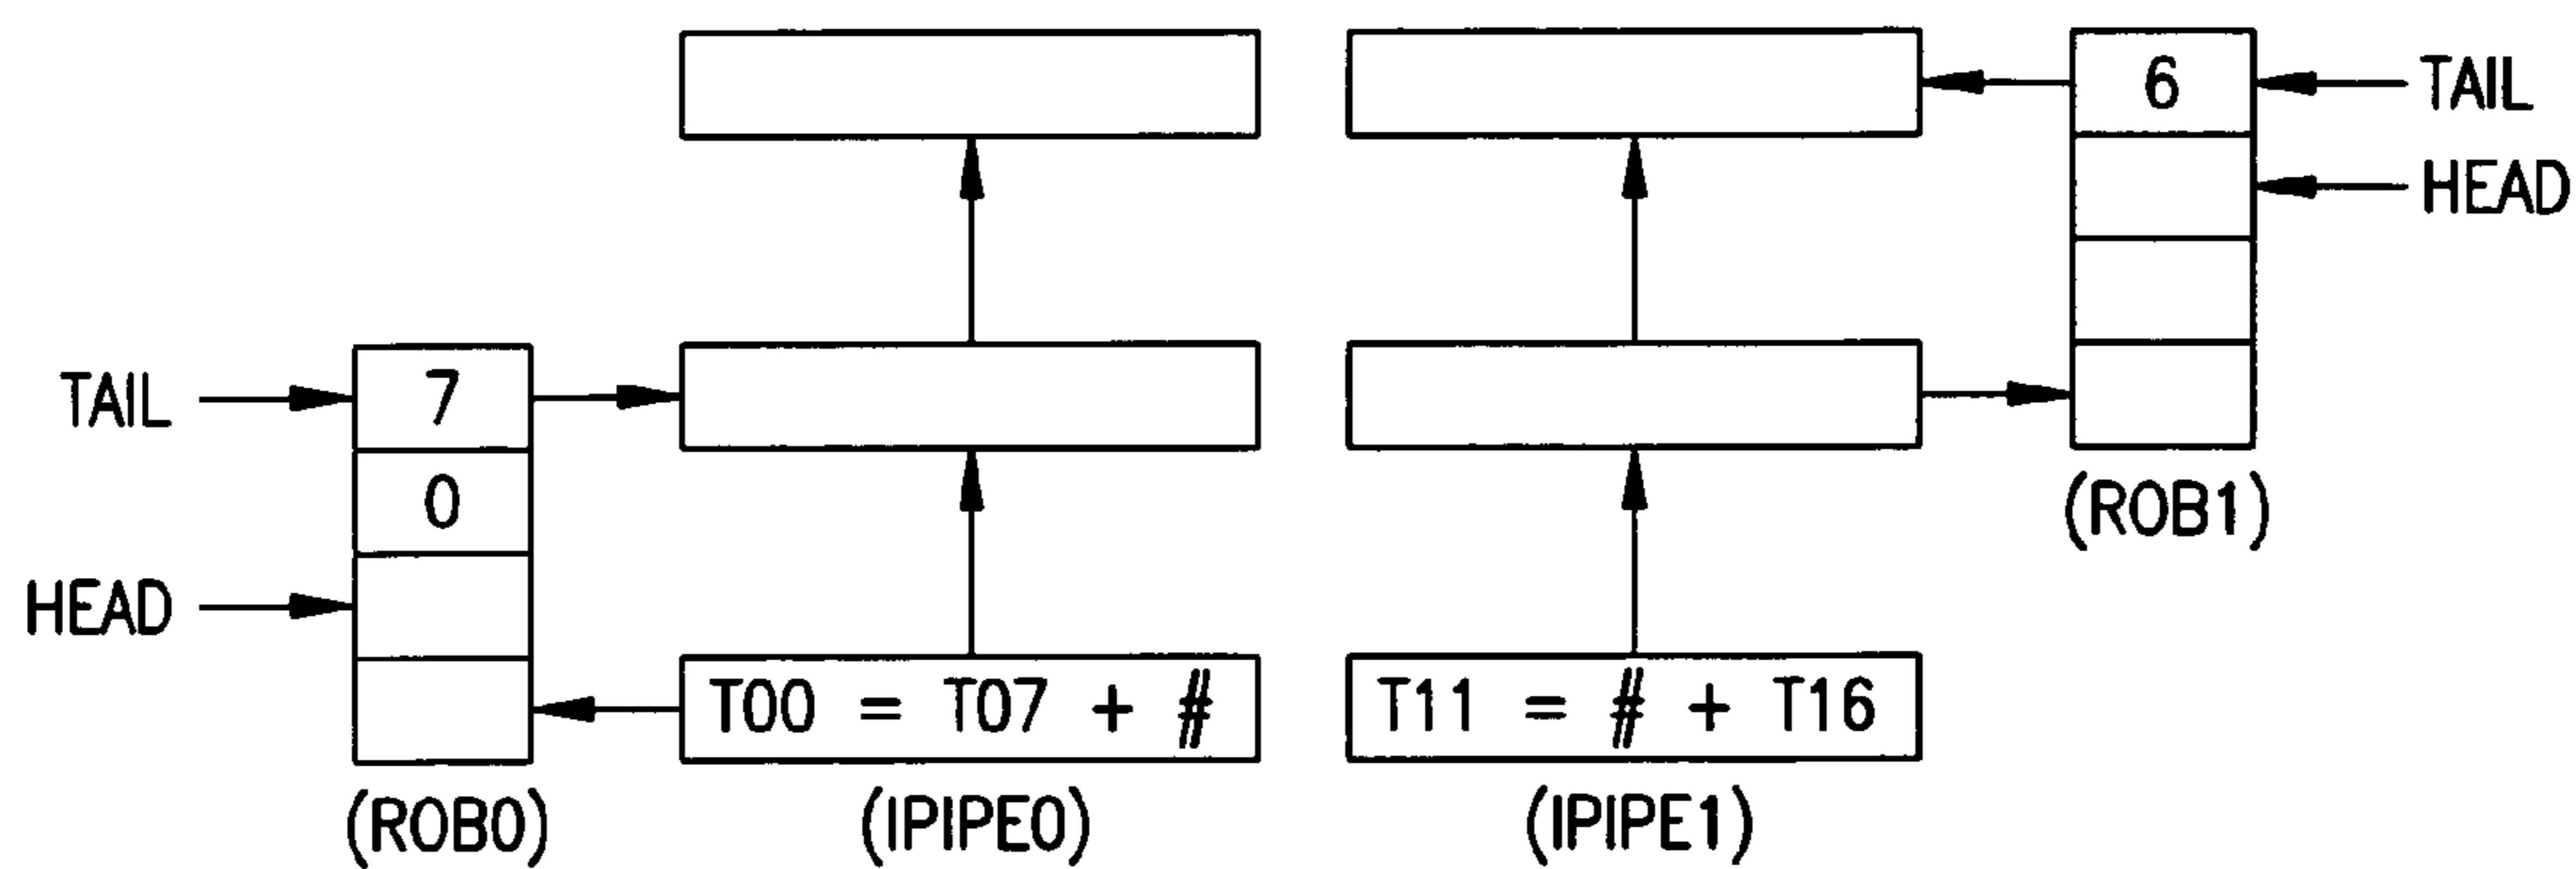 6
TAIL
HEAD
TAIL
7
0
HEAD
(ROB1)
T00 = T07 + #
T11 = # + T16
(ROB0)
(IPIPE0)
(IPIPE1)